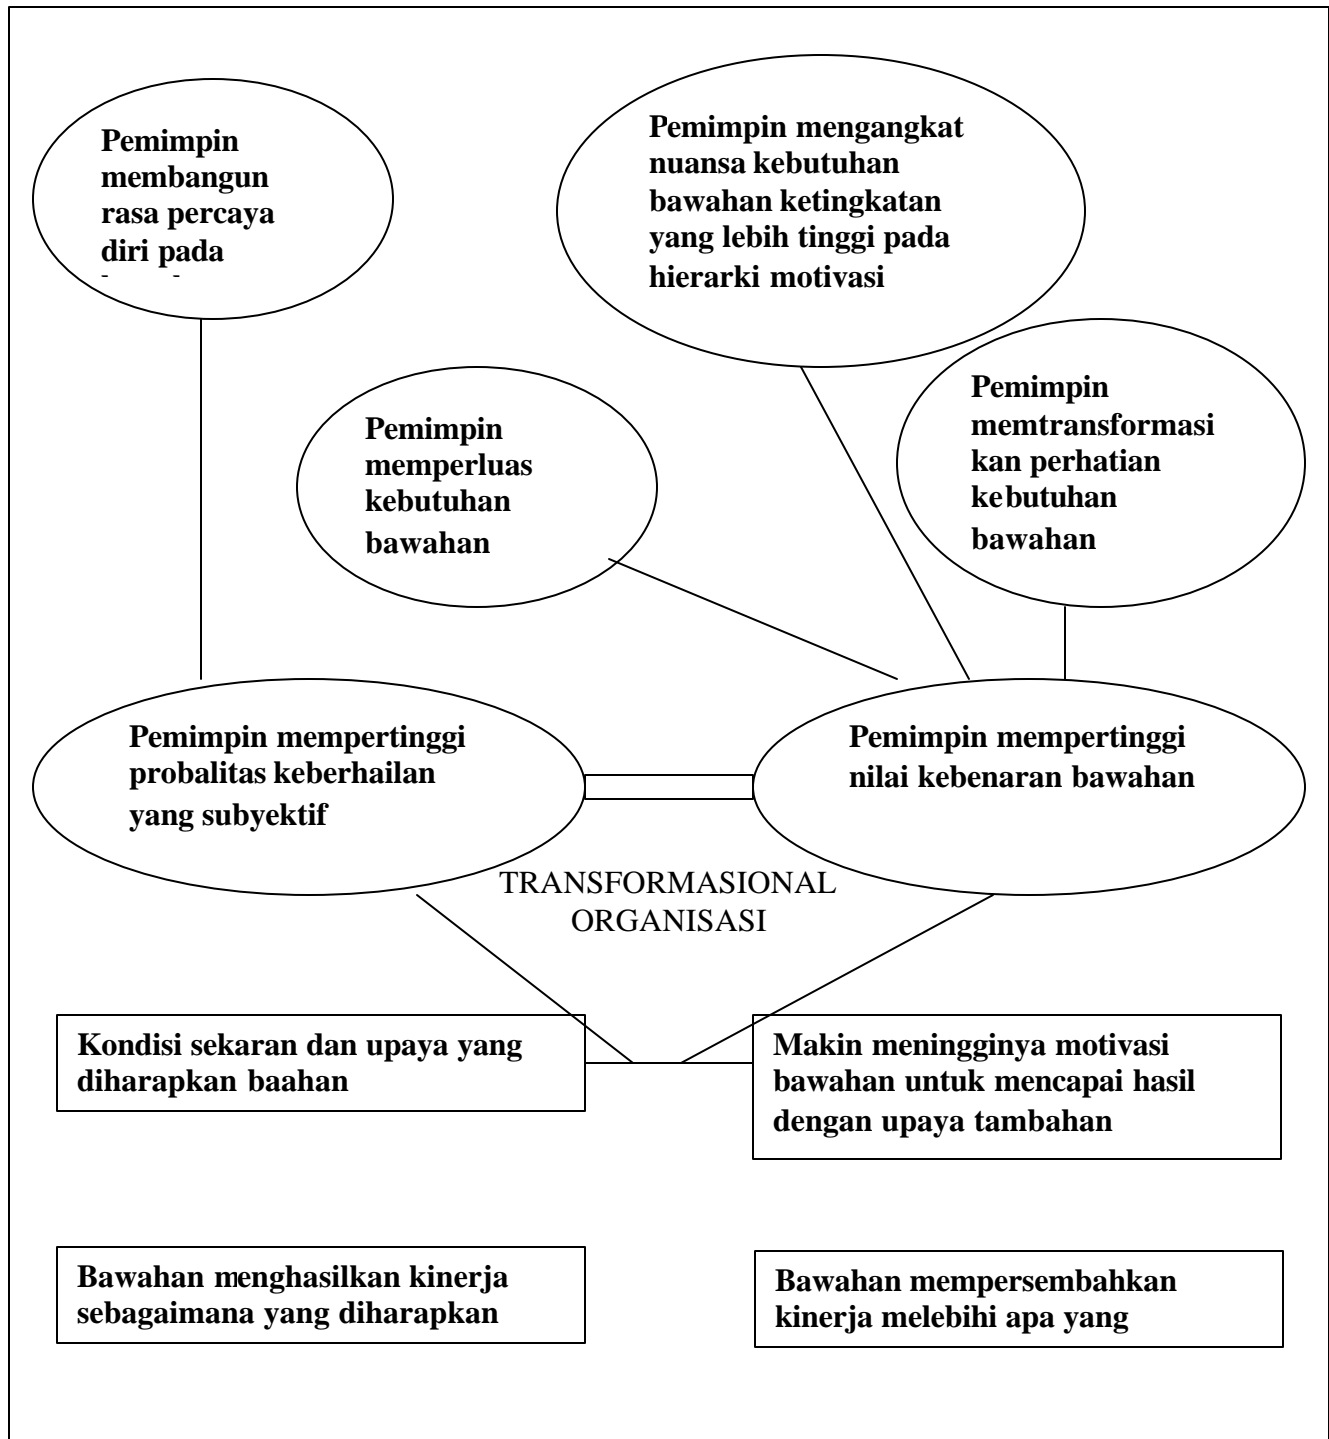 Pemimpin
membangun
rasa percaya
diri pada
Pemimpin mengangkat
nuansa kebutuhan
bawahan ketingkatan
yang lebih tinggi pada
hierarki motivasi
Pemimpin
memperluas
kebutuhan
bawahan
Pemimpin
memtransformasi
kan perhatian
kebutuhan
bawahan
Pemimpin mempertinggi
probalitas keberhailan
yang subyektif
Pemimpin mempertinggi
nilai kebenaran bawahan
TRANSFORMASIONAL
ORGANISASI
Kondisi sekaran dan upaya yang
diharapkan baahan
Makin meningginya motivasi
bawahan untuk mencapai hasil
dengan upaya tambahan
Bawahan menghasilkan kinerja
sebagaimana yang diharapkan
Bawahan mempersembahkan
kinerja melebihi apa yang